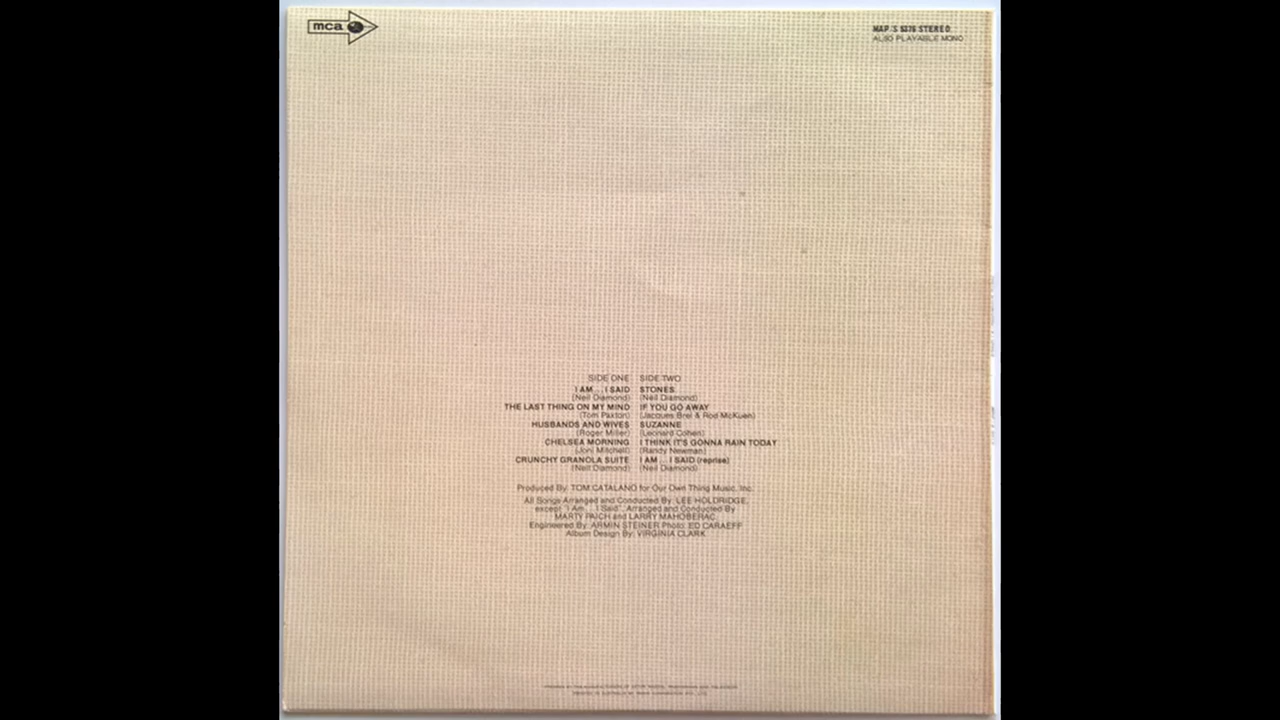 mca
MAPS 5276 STEREO
ALSO PLAYABLE MONO
SIDE ONE
I AM...I SAID
(Neil Diamond)
THE LAST THING ON MY MIND
(Tom Paxton)
HUSBANDS AND WIVES
(Roger Miller)
CHELSEA MORNING
(Joni Mitchell)
CRUNCHY GRANOLA SUITE
(Neil Diamond)
SIDE TWO
STONES
(Neil Diamond)
IF YOU GO AWAY
(Jacques Brel & Rod McKuen)
SUZANNE
(Leonard Cohen)
I THINK IT'S GONNA RAIN TODAY
(Randy Newman)
I AM...I SAID (reprise)
(Neil Diamond)
Produced By: TOM CATALANO for Our Own Thing Music, Inc.
All Songs Arranged and Conducted By: LEE HOLDRIDGE,
except "I Am...I Said", Arranged and Conducted By
MARTY PAICH and LARRY MAHOBERAC.
Engineered By: ARMIN STEINER Photo: ED CARAEFF
Album Design By: VIRGINIA CLARK